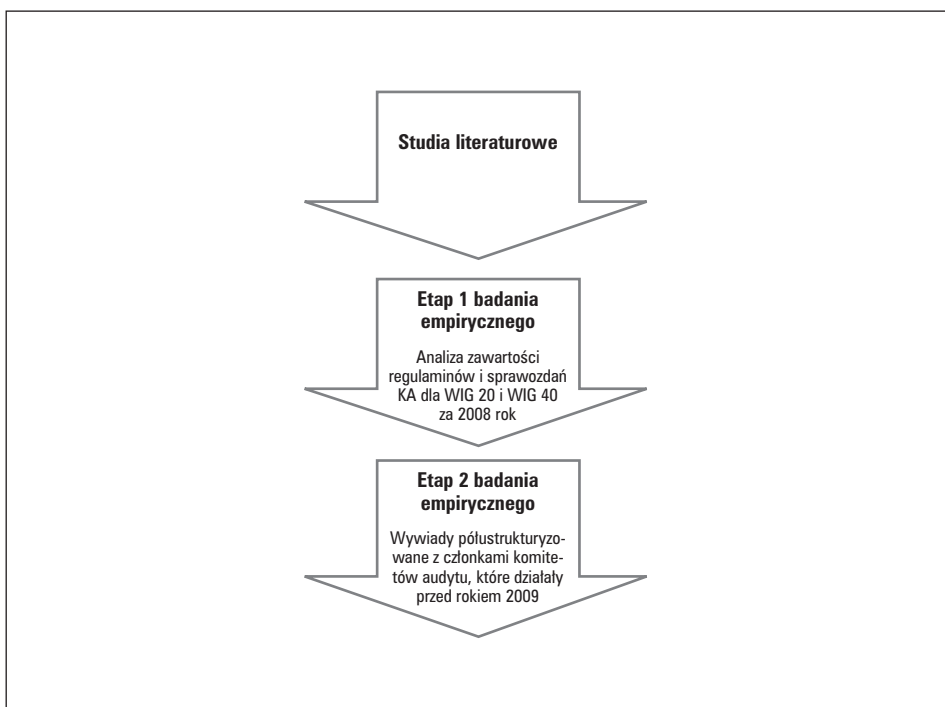 Studia literaturowe
Etap 1 badania
empirycznego
Analiza zawartości
regulaminów i sprawozdań
KA dla WIG 20 i WIG 40
za 2008 rok
Etap 2 badania
empirycznego
Wywiady półustrukturyzo-
wane z członkami komite-
tów audytu, które działały
przed rokiem 2009